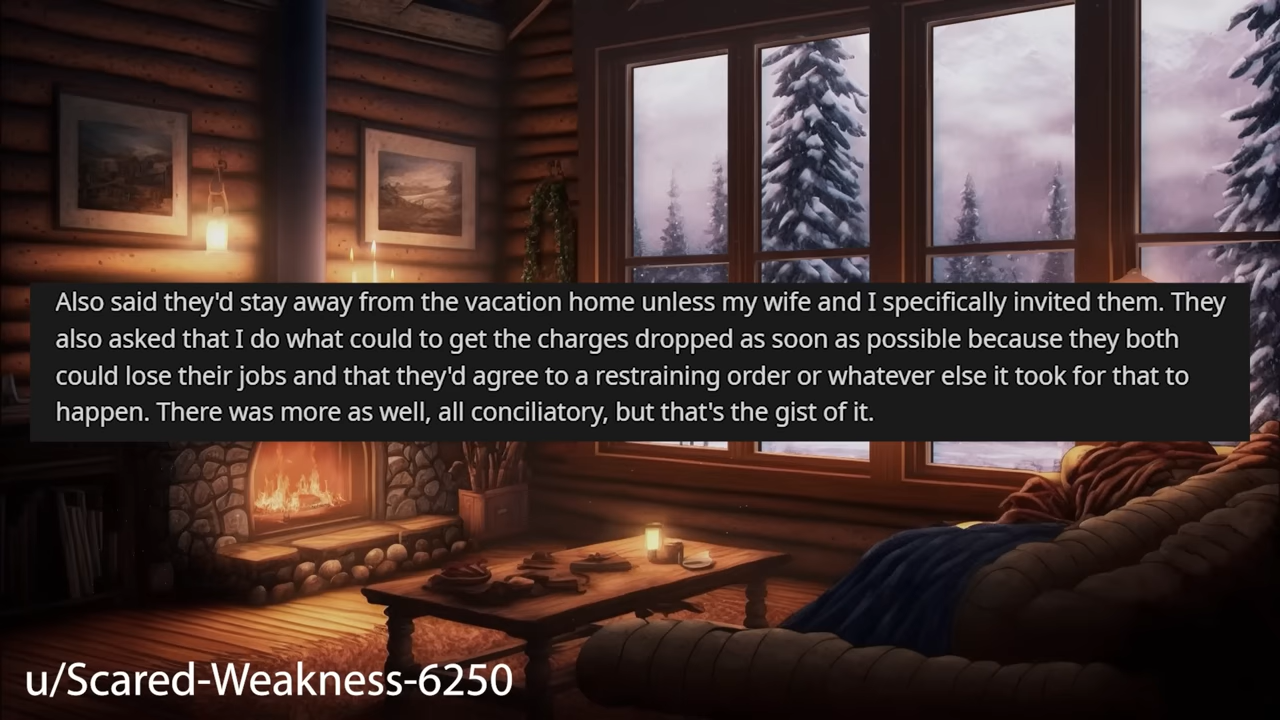 Also said they'd stay away from the vacation home unless my wife and I specifically invited them. They
also asked that I do what could to get the charges dropped as soon as possible because they both
could lose their jobs and that they'd agree to a restraining order or whatever else it took for that to
happen. There was more as well, all conciliatory, but that's the gist of it.
u/Scared-Weakness-6250